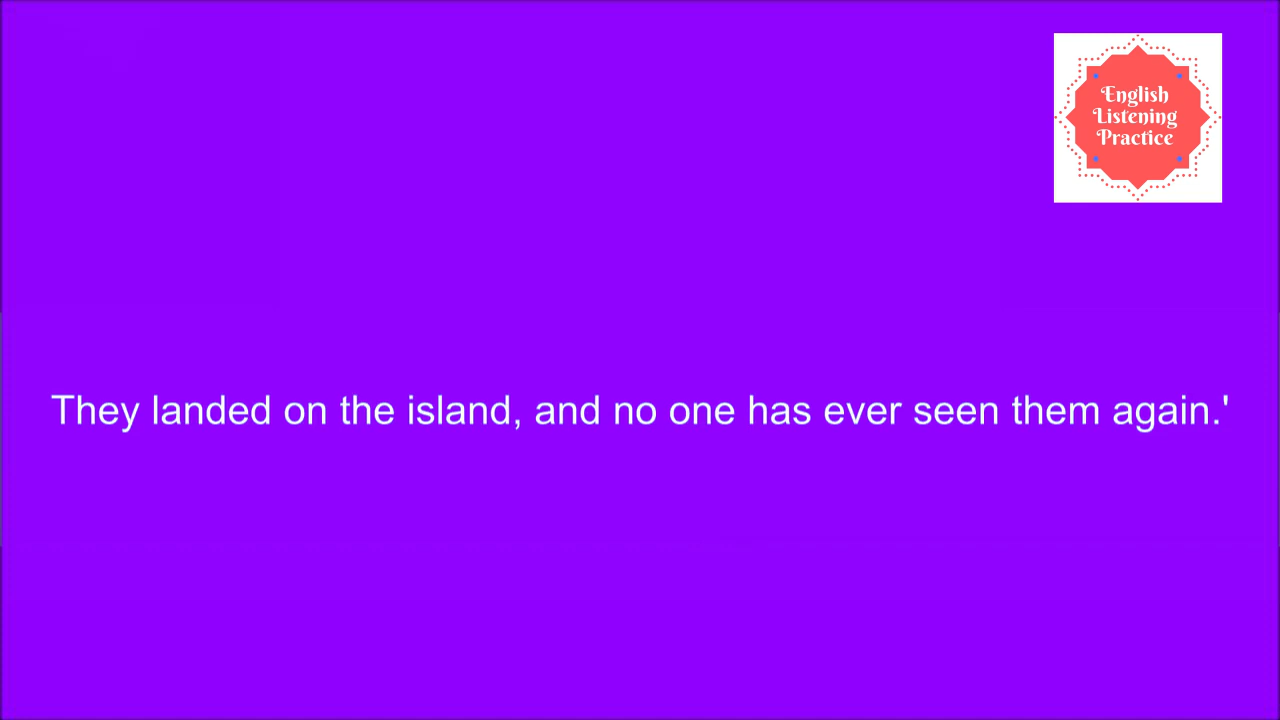 English
Listening
Practice
They landed on the island, and no one has ever seen them again.'